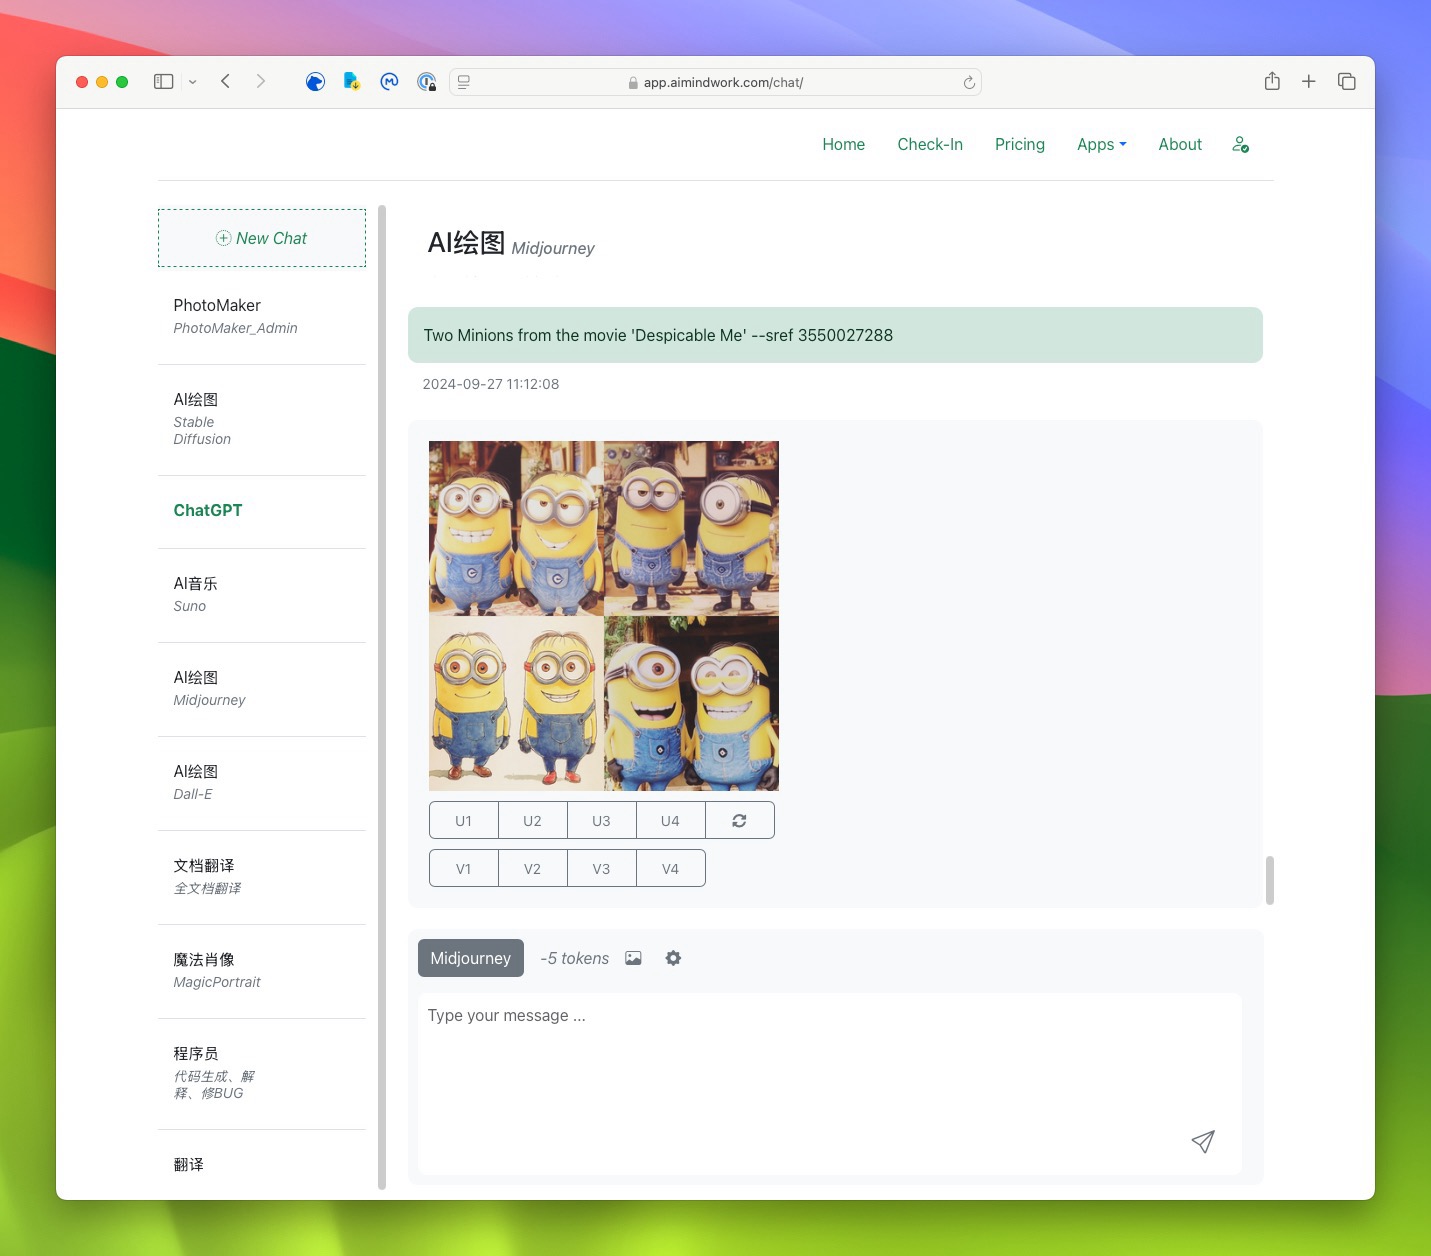 app.aimindwork.com/chat/
Home
Check-In
Pricing
Apps
About
New Chat
PhotoMaker
PhotoMaker_Admin
AI绘图
Stable
Diffusion
ChatGPT
AI音乐
Suno
AI绘图
Midjourney
AI绘图
Dall-E
文档翻译
全文档翻译
魔法肖像
MagicPortrait
程序员
代码生成、解
释、修BUG
翻译
AI绘图 Midjourney
Two Minions from the movie 'Despicable Me' --sref 3550027288
2024-09-27 11:12:08
U1
U2
U3
U4
V1
V2
V3
V4
Midjourney
-5 tokens
Type your message ...